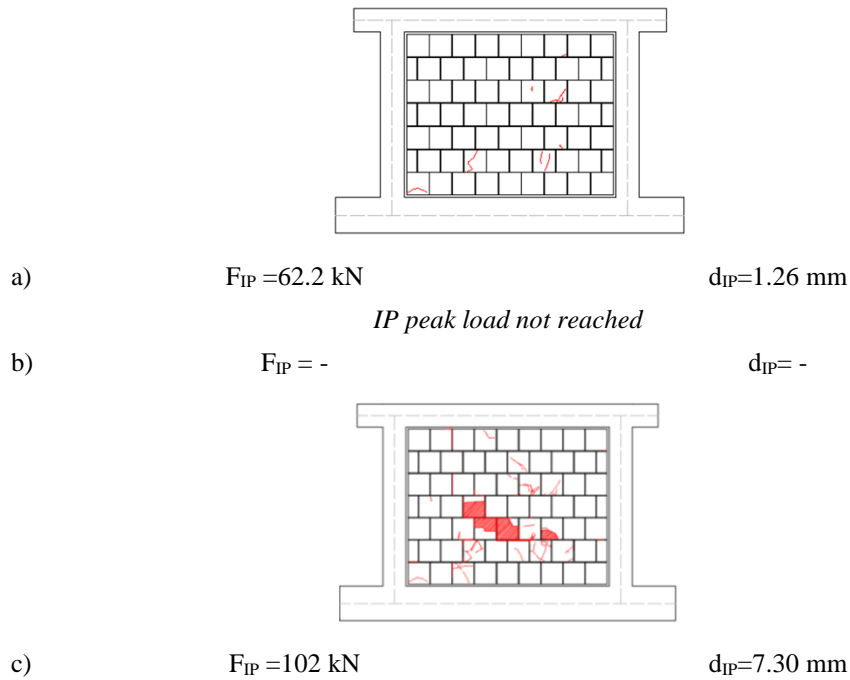 a) F_IP =62.2 kN d_IP=1.26 mm
IP peak load not reached
b) F_IP = - d_IP= -
c) F_IP =102 kN d_IP=7.30 mm